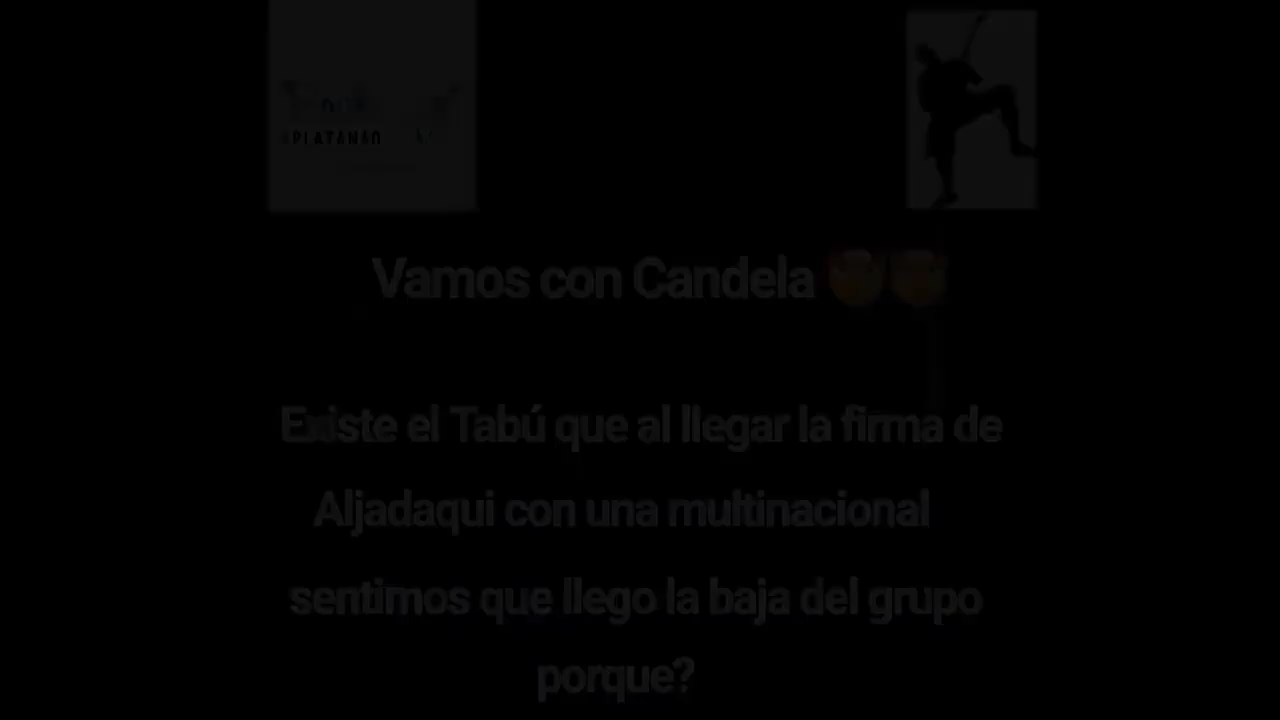 APLATANAO
Vamos con Candela
Existe el Tabú que al llegar la firma de
Aljadaqui con una multinacional
sentimos que llego la baja del grupo
porque?